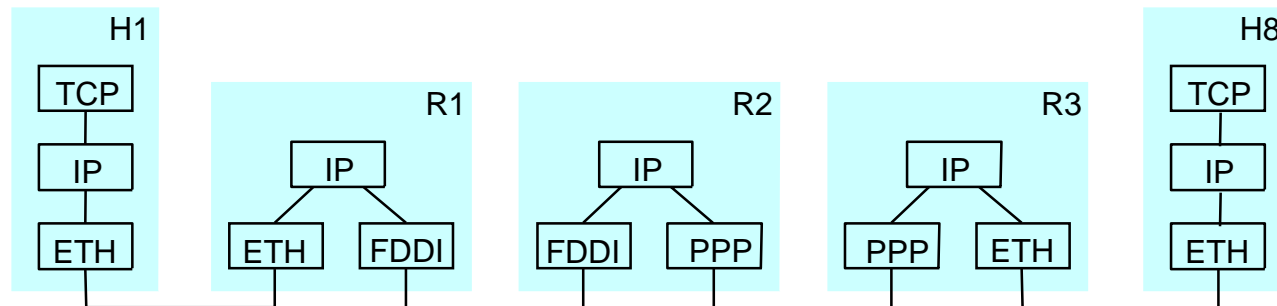 H1
TCP
IP
ETH
R1
IP
ETH
FDDI
R2
IP
FDDI
PPP
R3
IP
PPP
ETH
H8
TCP
IP
ETH